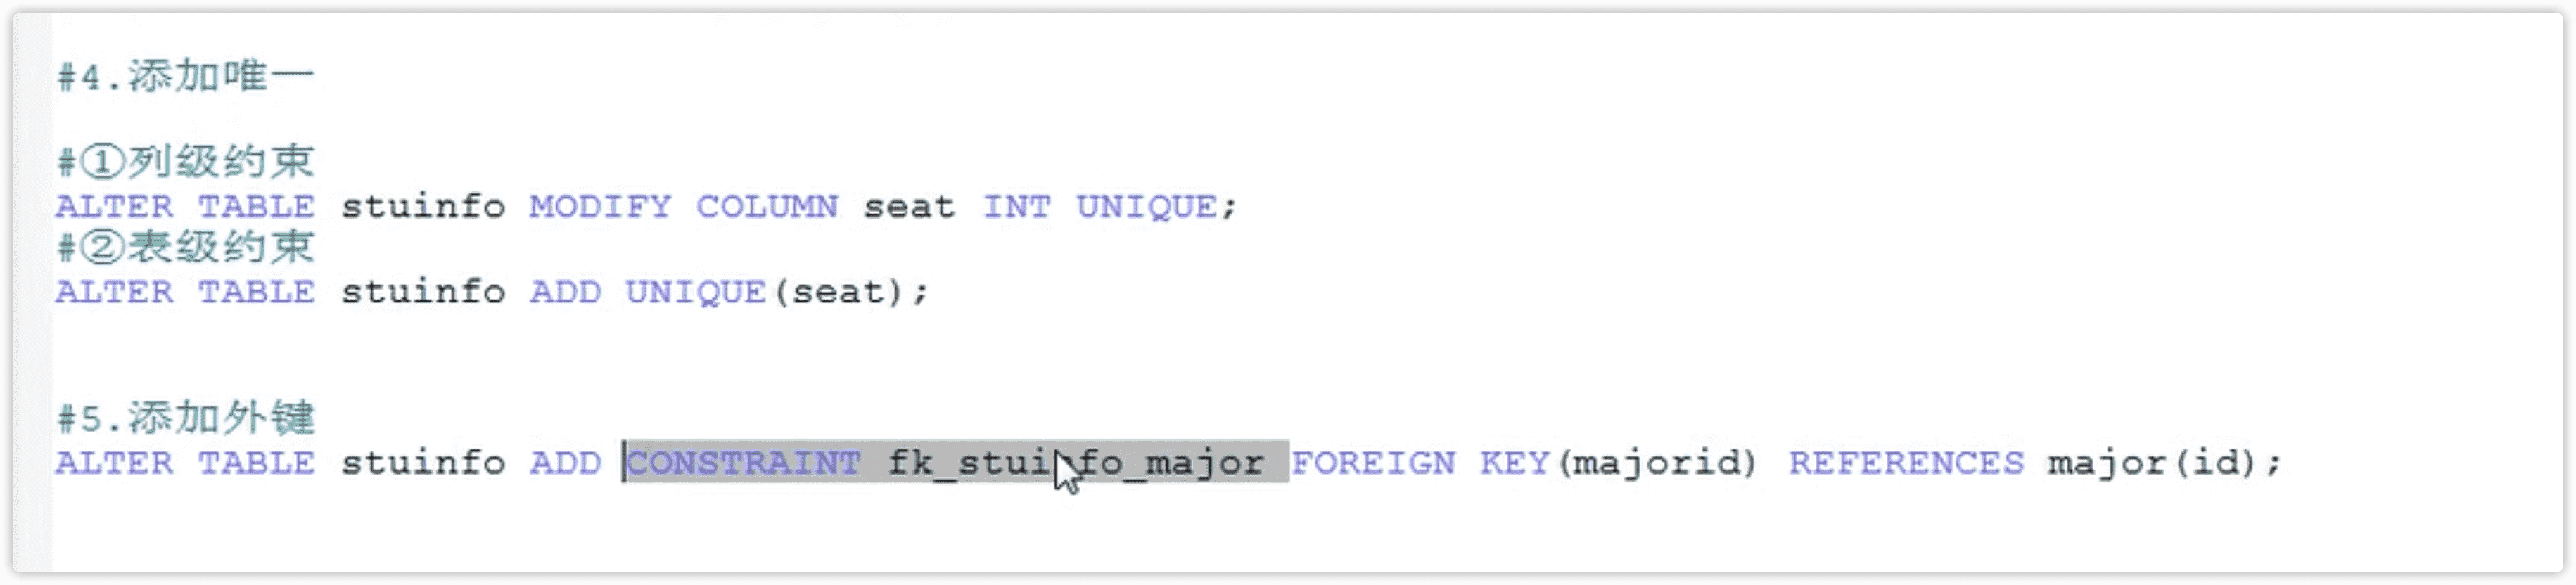 #4.添加唯一
#①列级约束
ALTER TABLE stuinfo MODIFY COLUMN seat INT UNIQUE;
#②表级约束
ALTER TABLE stuinfo ADD UNIQUE(seat);
#5.添加外键
ALTER TABLE stuinfo ADD CONSTRAINT fk_stuinfo_major FOREIGN KEY(majorid) REFERENCES major(id);